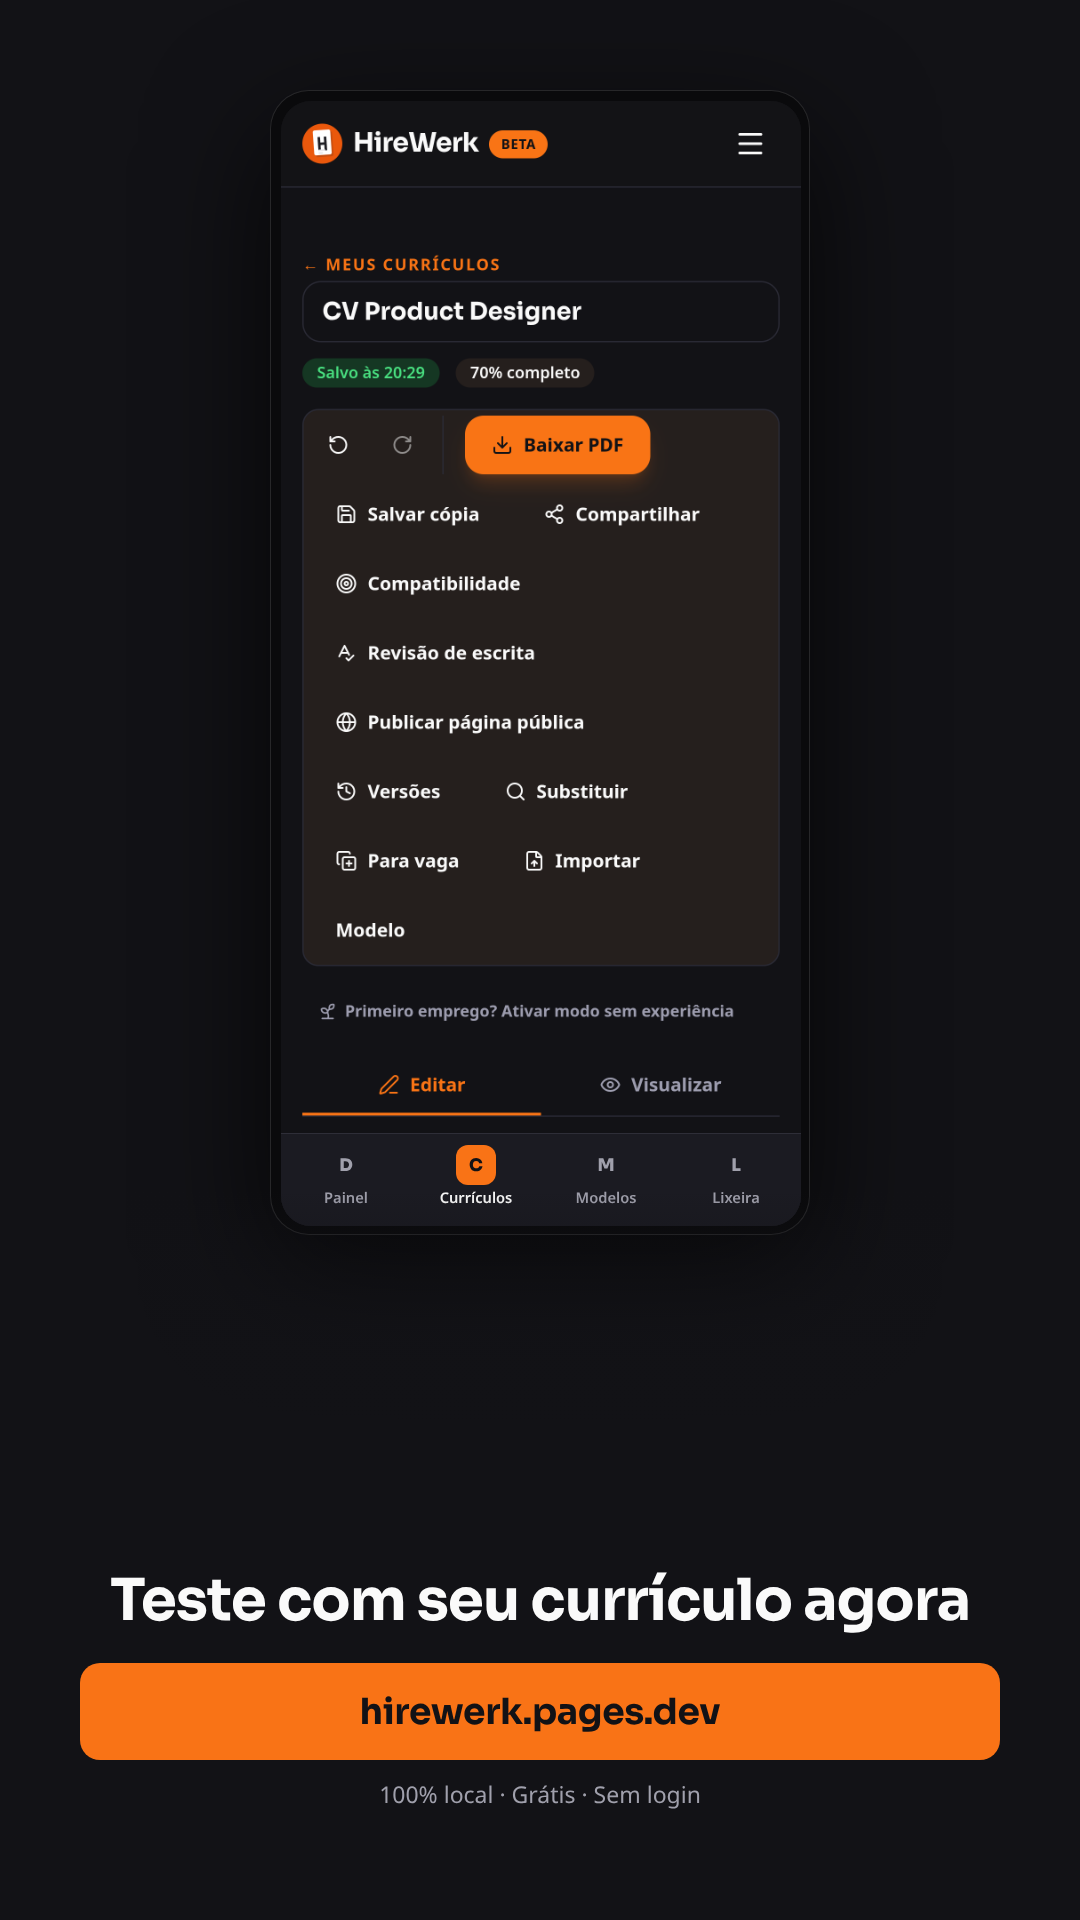 H HireWerk BETA
← MEUS CURRÍCULOS
CV Product Designer
Salvo às 20:29 70% completo
Baixar PDF
Salvar cópia Compartilhar
Compatibilidade
Revisão de escrita
Publicar página pública
Versões Substituir
Para vaga Importar
Modelo
Primeiro emprego? Ativar modo sem experiência
Editar Visualizar
D C M L
Painel Currículos Modelos Lixeira
Teste com seu currículo agora
hirewerk.pages.dev
100% local · Grátis · Sem login